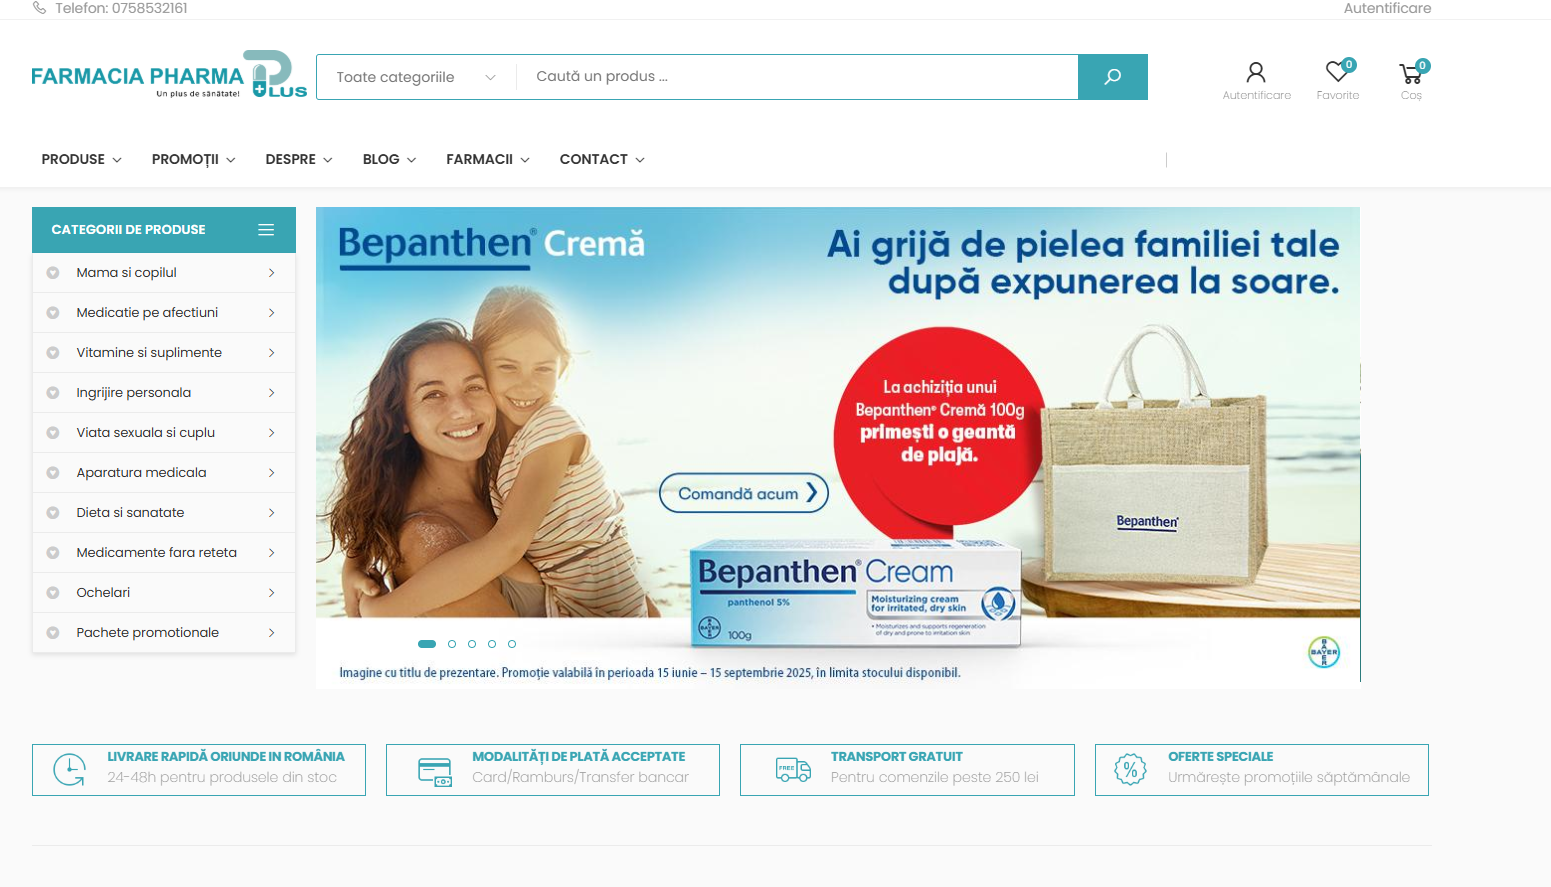 Telefon: 0758532161
Autentificare
FARMACIA PHARMA PLUS
Un plus de sănătate!
Toate categoriile
Caută un produs ...
Autentificare
0
Favorite
0
Coș
PRODUSE
PROMOȚII
DESPRE
BLOG
FARMACII
CONTACT
CATEGORII DE PRODUSE
Mama si copilul
Medicatie pe afectiuni
Vitamine si suplimente
Ingrijire personala
Viata sexuala si cuplu
Aparatura medicala
Dieta si sanatate
Medicamente fara reteta
Ochelari
Pachete promotionale
Bepanthen® Cremă
Ai grijă de pielea familiei tale
după expunerea la soare.
La achiziția unui
Bepanthen® Cremă 100g
primești o geantă
de plajă.
Comandă acum
Bepanthen®
Bepanthen® Cream
panthenol 5%
Moisturizing cream
for irritated, dry skin
• Moisturizes and supports regeneration
of dry and prone to irritation skin
100g
BAYER
Imagine cu titlu de prezentare. Promoție valabilă în perioada 15 iunie – 15 septembrie 2025, în limita stocului disponibil.
LIVRARE RAPIDĂ ORIUNDE IN ROMÂNIA
24-48h pentru produsele din stoc
MODALITĂȚI DE PLATĂ ACCEPTATE
Card/Ramburs/Transfer bancar
FREE
TRANSPORT GRATUIT
Pentru comenzile peste 250 lei
OFERTE SPECIALE
Urmărește promoțiile săptămânale